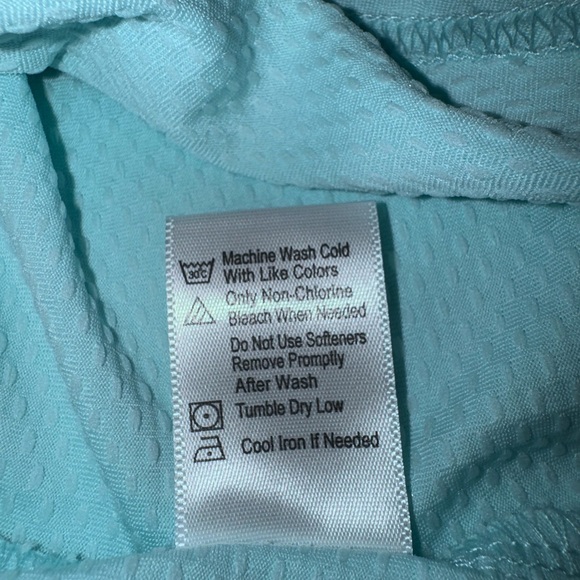 30C Machine Wash Cold
With Like Colors
Only Non-Chlorine
Bleach When Needed
Do Not Use Softeners
Remove Promptly
After Wash
Tumble Dry Low
Cool Iron If Needed